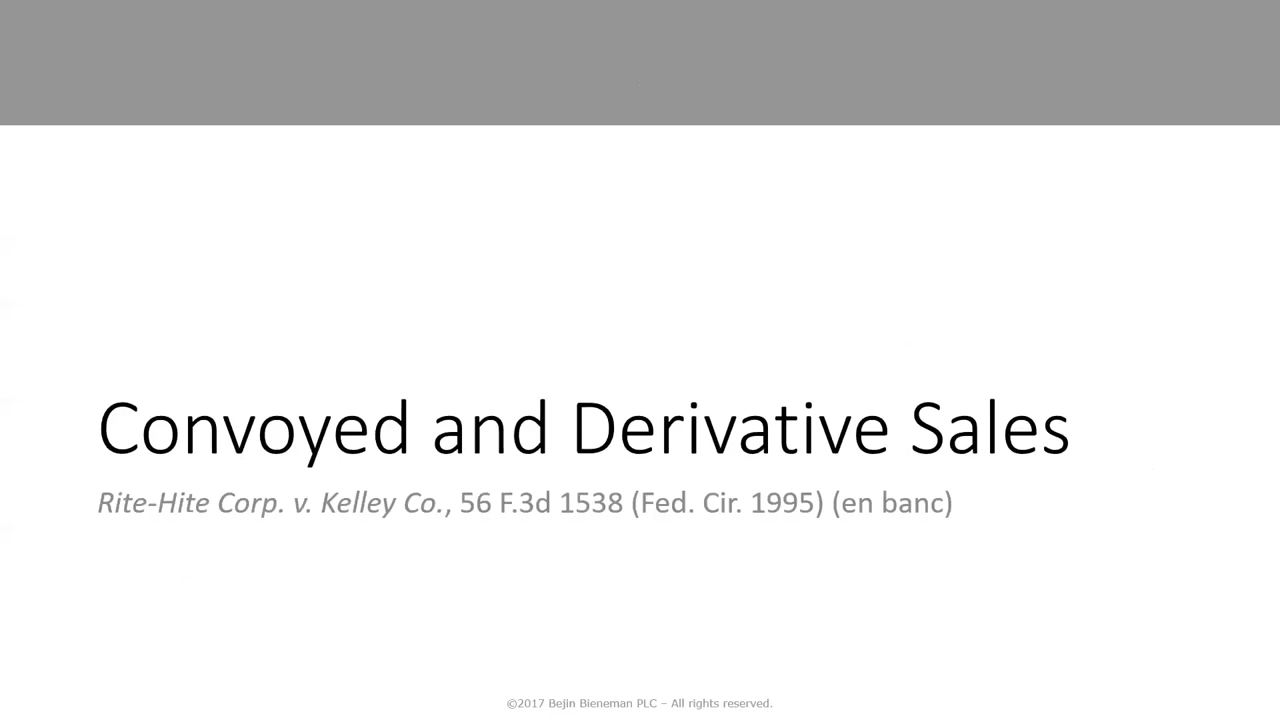 Convoyed and Derivative Sales
Rite-Hite Corp. v. Kelley Co., 56 F.3d 1538 (Fed. Cir. 1995) (en banc)
©2017 Bejin Bieneman PLC – All rights reserved.